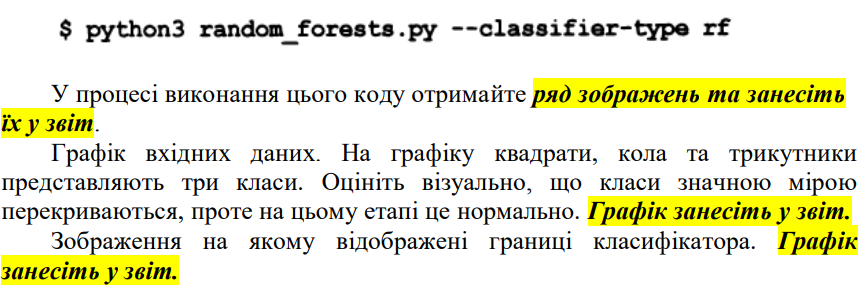 $ python3 random_forests.py --classifier-type rf
У процесі виконання цього коду отримайте ряд зображень та занесіть
їх у звіт.
Графік вхідних даних. На графіку квадрати, кола та трикутники
представляють три класи. Оцініть візуально, що класи значною мірою
перекриваються, проте на цьому етапі це нормально. Графік занесіть у звіт.
Зображення на якому відображені границі класифікатора. Графік
занесіть у звіт.